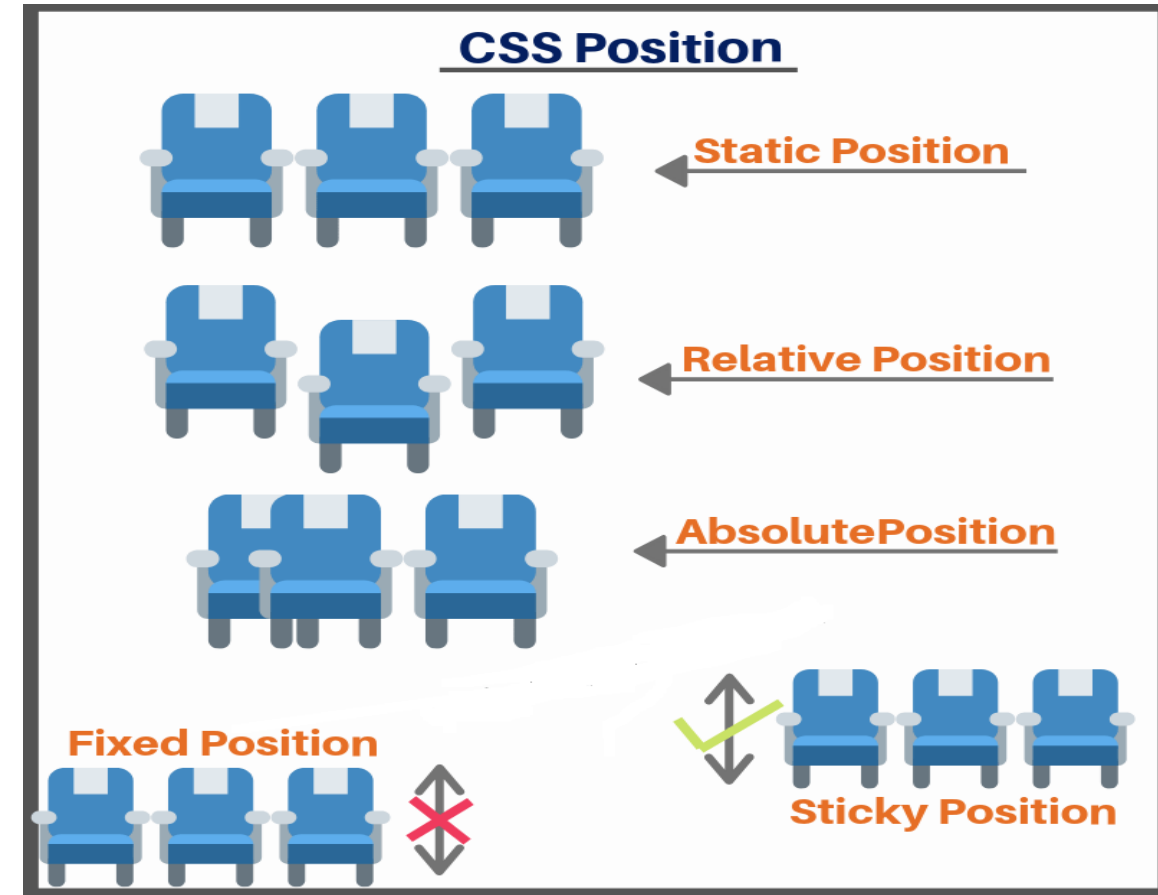 CSS Position
Static Position
Relative Position
AbsolutePosition
Fixed Position
Sticky Position